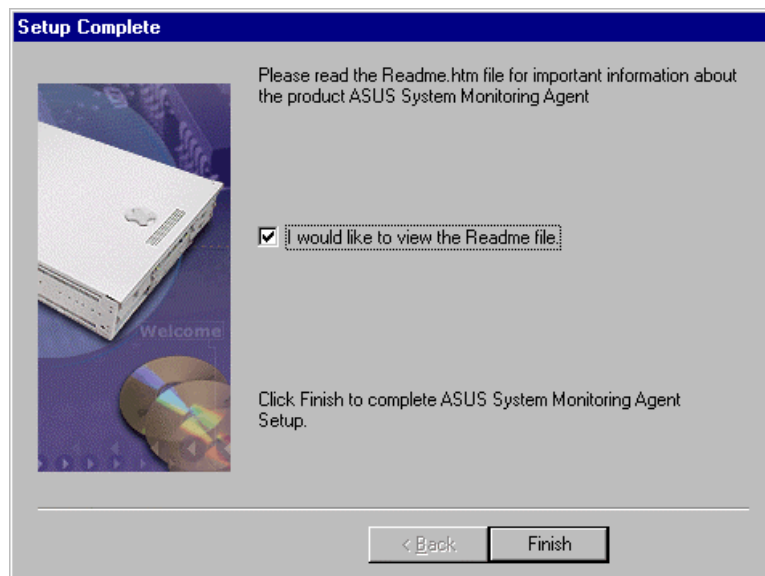 Setup Complete
Please read the Readme.htm file for important information about
the product ASUS System Monitoring Agent
I would like to view the Readme file.
Welcome
Click Finish to complete ASUS System Monitoring Agent
Setup.
< Back
Finish